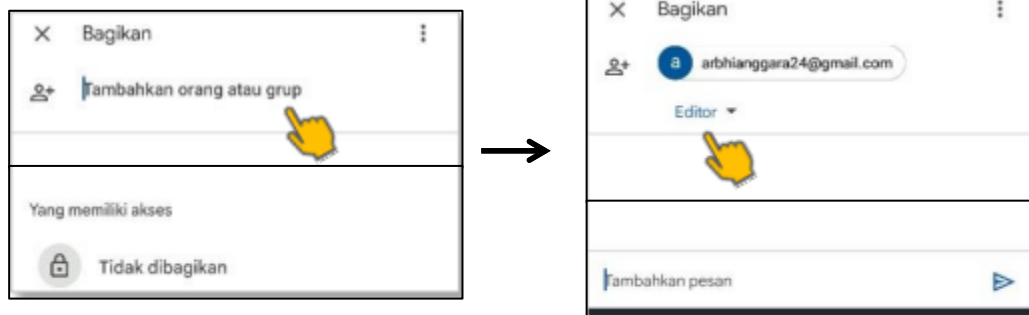 Bagikan
Tambahkan orang atau grup
Yang memiliki akses
Tidak dibagikan
Bagikan
a arbhianggara24@gmail.com
Editor
Tambahkan pesan